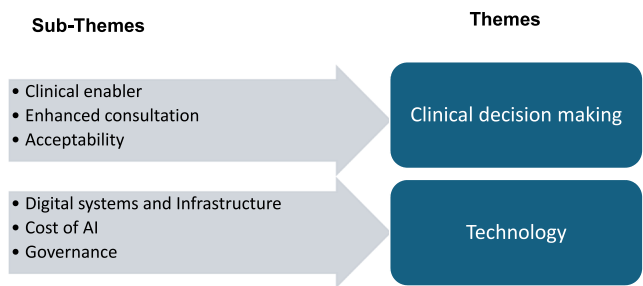 Sub-Themes
Themes
• Clinical enabler
• Enhanced consultation
• Acceptability
Clinical decision making
• Digital systems and Infrastructure
• Cost of AI
• Governance
Technology